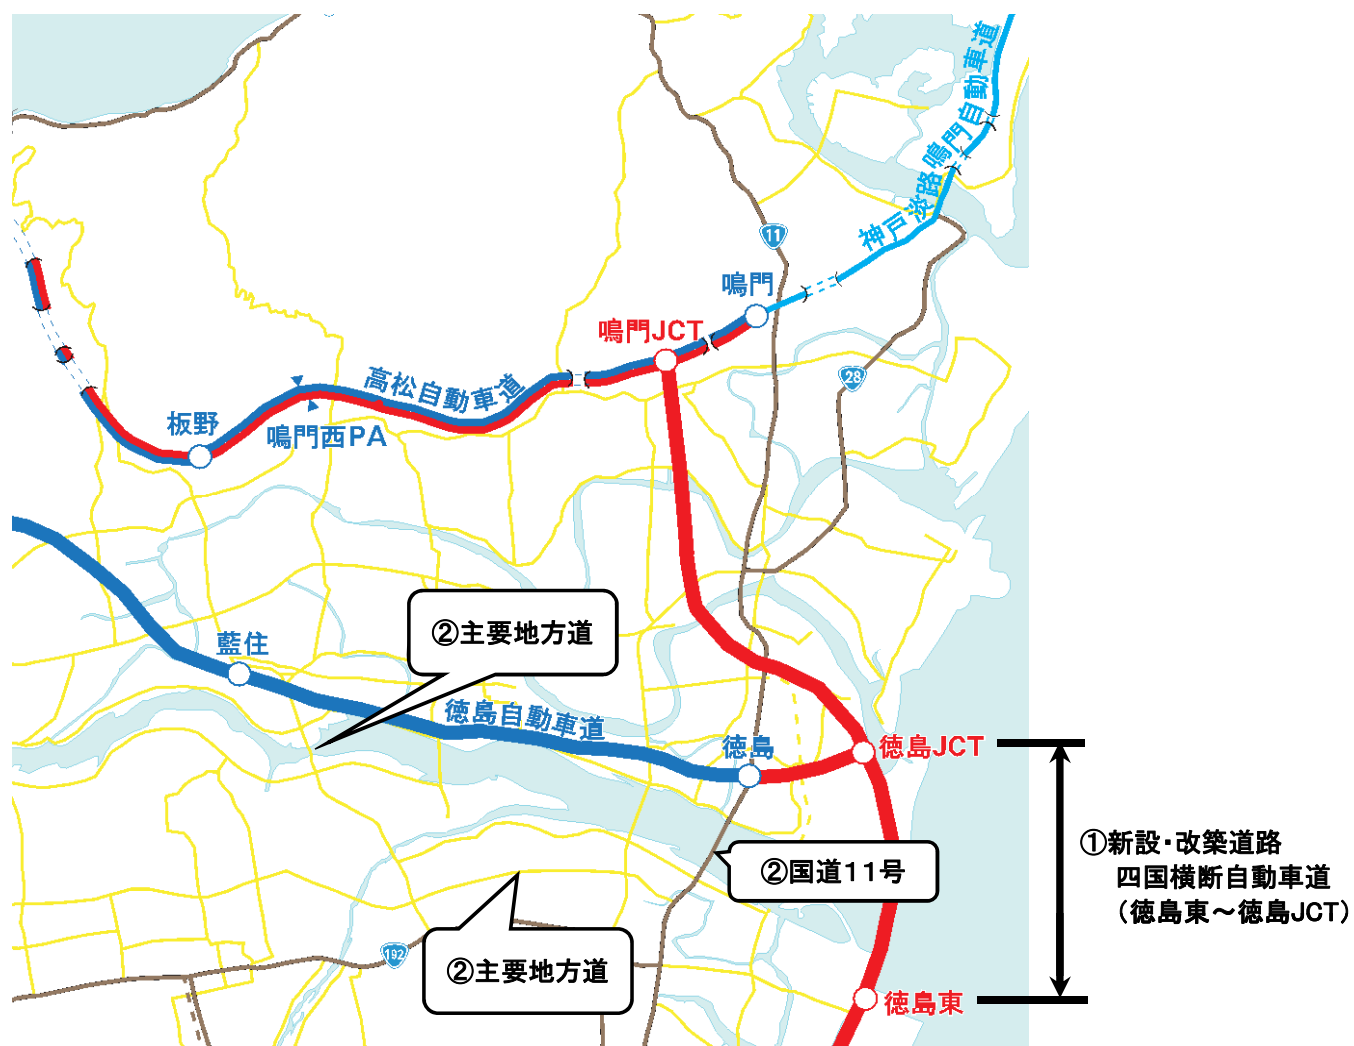 神戸淡路鳴門自動車道
11
鳴門
鳴門JCT
28
高松自動車道
板野
鳴門西PA
②主要地方道
藍住
徳島自動車道
徳島
徳島JCT
①新設・改築道路
四国横断自動車道
（徳島東～徳島JCT）
②国道１１号
192
②主要地方道
徳島東